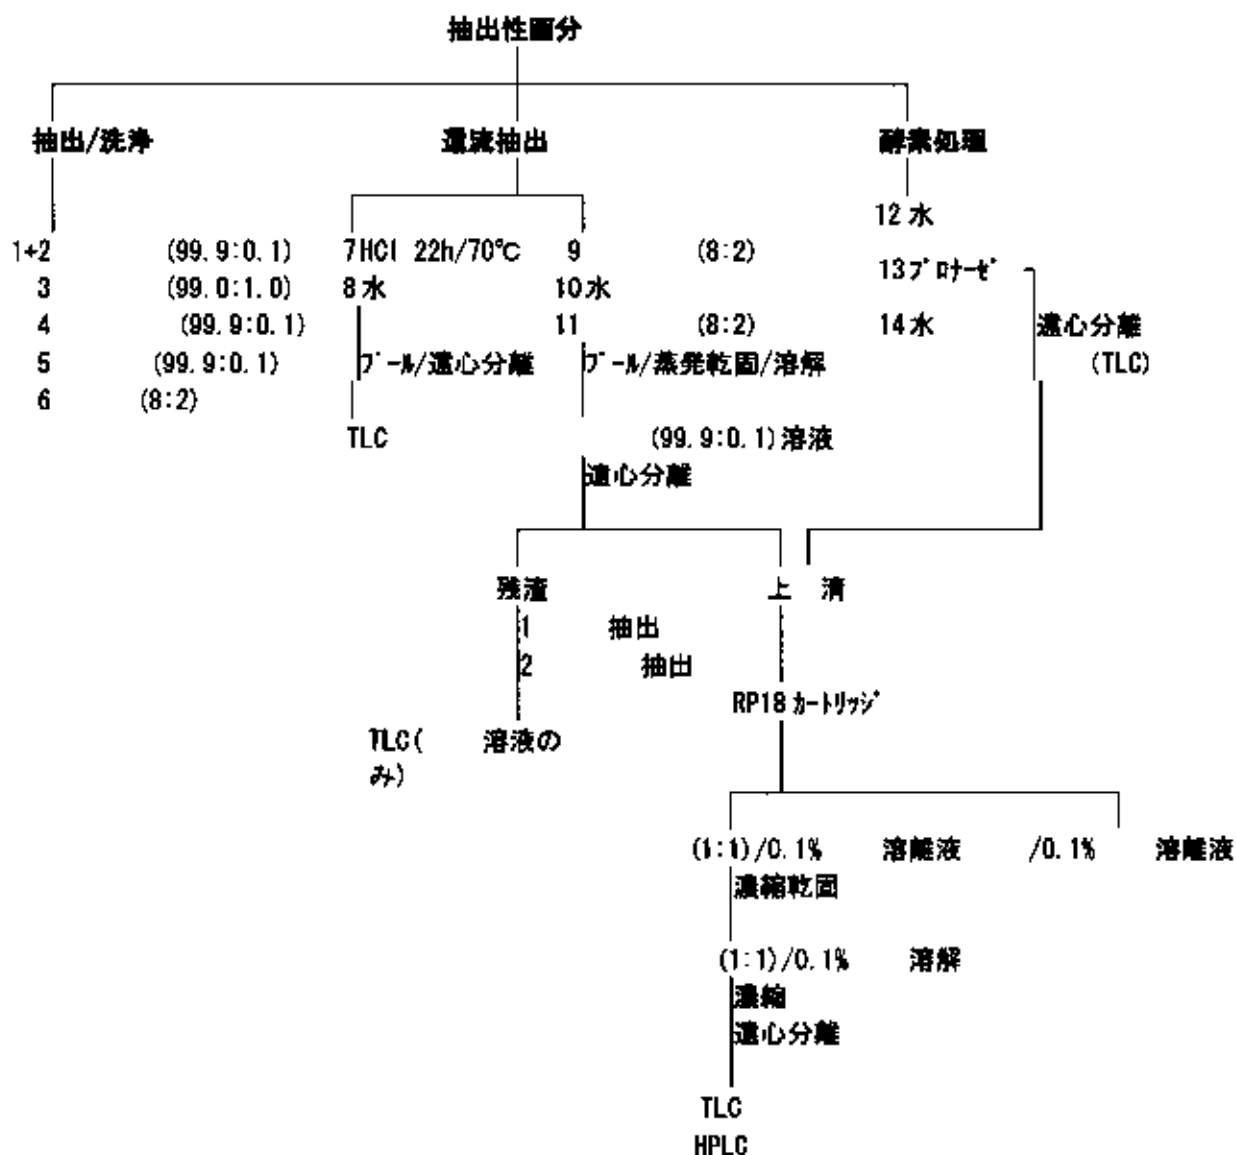 抽出性画分
抽出/洗浄
還流抽出
酵素処理
1+2 (99.9:0.1)
3 (99.0:1.0)
4 (99.9:0.1)
5 (99.9:0.1)
6 (8:2)
7 HCl 22h/70℃
8 水
プール/遠心分離
TLC
9 (8:2)
10 水
11 (8:2)
プール/蒸発乾固/溶解
(99.9:0.1)溶液
遠心分離
12 水
13 プロナーゼ
14 水
遠心分離
(TLC)
残渣
1 抽出
2 抽出
TLC( 溶液の
み)
上 清
RP18 カートリッジ
(1:1)/0.1% 溶離液
/0.1% 溶離液
濃縮乾固
(1:1)/0.1% 溶解
濃縮
遠心分離
TLC
HPLC